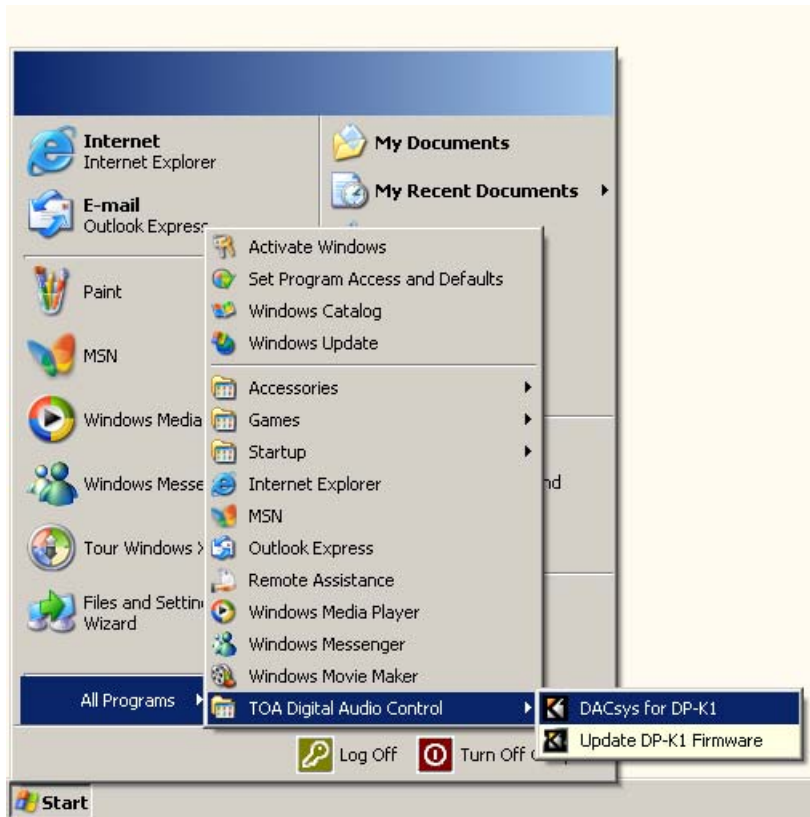 Internet
Internet Explorer
E-mail
Outlook Express
Paint
MSN
Windows Media
Windows Messe
Tour Windows
Files and Settin
Wizard
All Programs
My Documents
My Recent Documents
Activate Windows
Set Program Access and Defaults
Windows Catalog
Windows Update
Accessories
Games
Startup
Internet Explorer
MSN
Outlook Express
Remote Assistance
Windows Media Player
Windows Messenger
Windows Movie Maker
TOA Digital Audio Control
nd
DACsys for DP-K1
Update DP-K1 Firmware
Log Off
Turn Off
Start